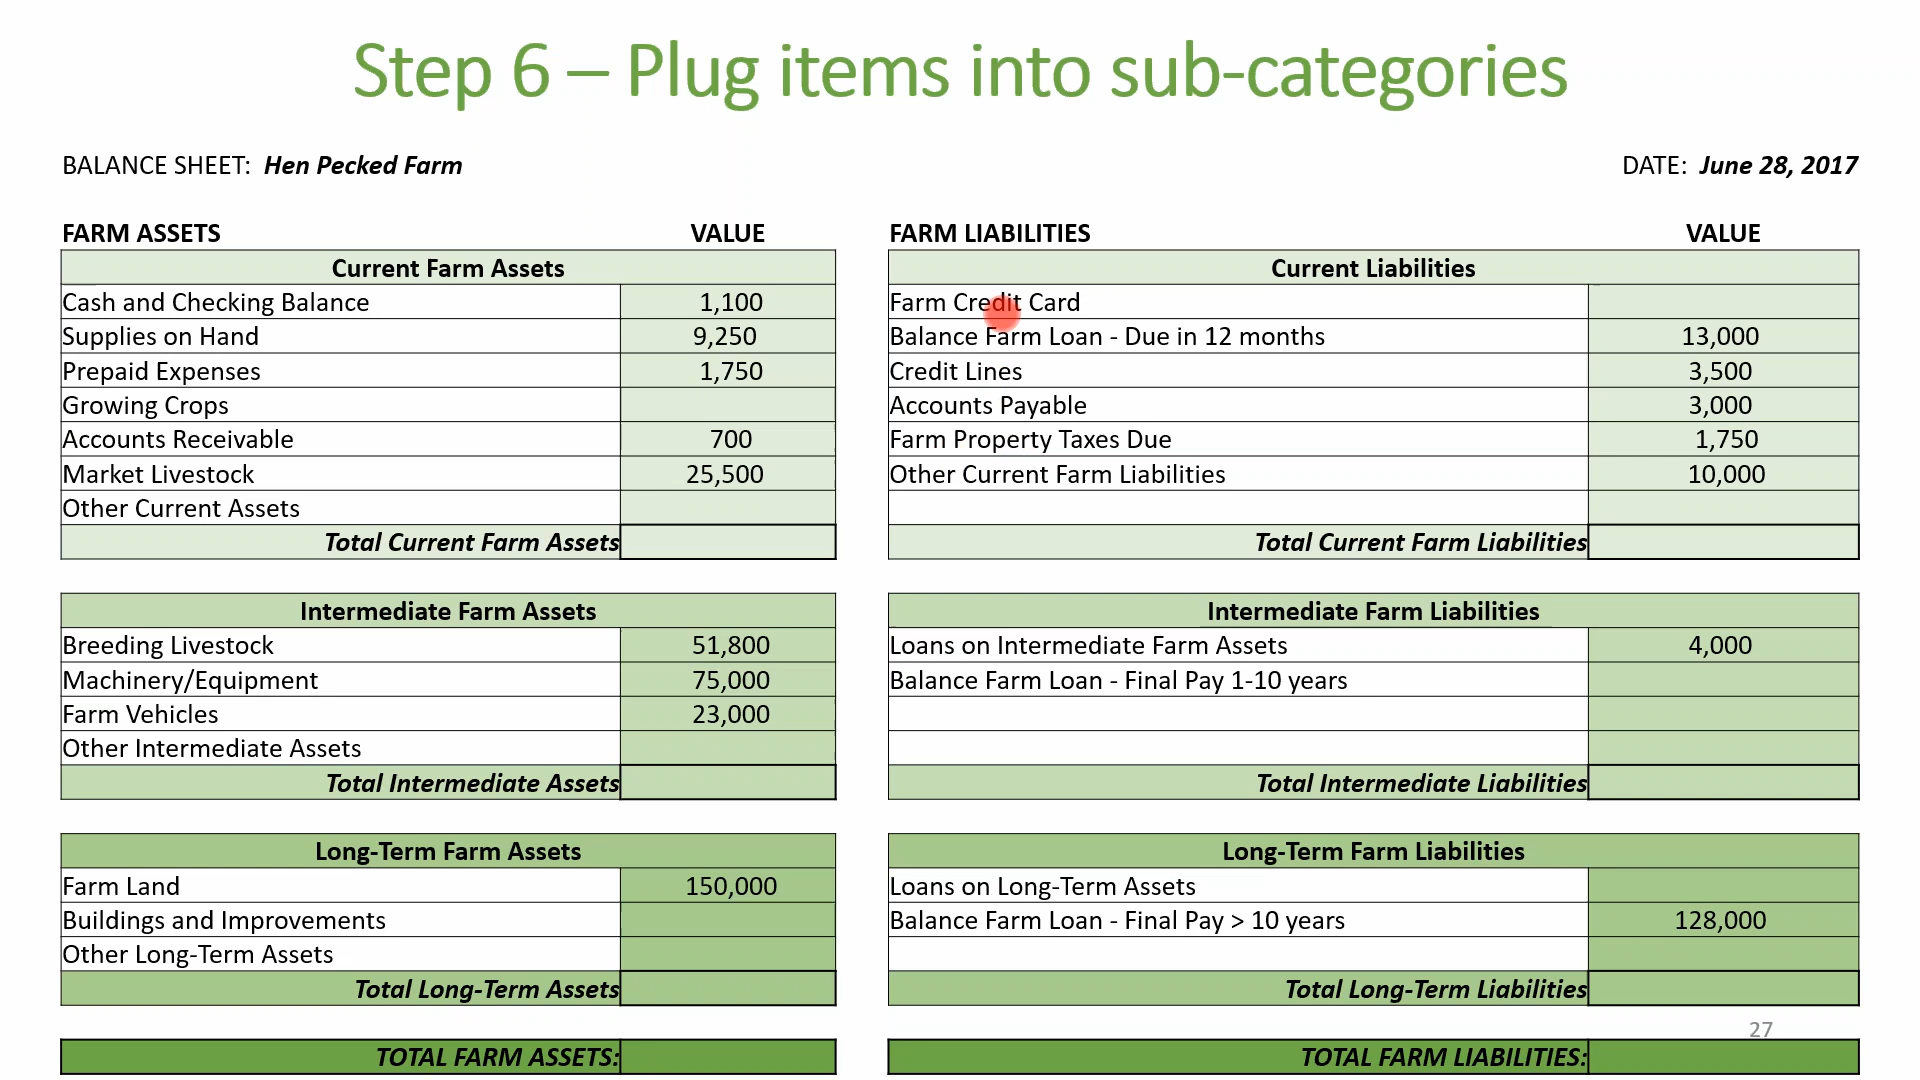 Step 6 – Plug items into sub-categories
BALANCE SHEET: Hen Pecked Farm
DATE: June 28, 2017
FARM ASSETS VALUE
Current Farm Assets
Cash and Checking Balance 1,100
Supplies on Hand 9,250
Prepaid Expenses 1,750
Growing Crops
Accounts Receivable 700
Market Livestock 25,500
Other Current Assets
Total Current Farm Assets
Intermediate Farm Assets
Breeding Livestock 51,800
Machinery/Equipment 75,000
Farm Vehicles 23,000
Other Intermediate Assets
Total Intermediate Assets
Long-Term Farm Assets
Farm Land 150,000
Buildings and Improvements
Other Long-Term Assets
Total Long-Term Assets
TOTAL FARM ASSETS:
FARM LIABILITIES VALUE
Current Liabilities
Farm Credit Card
Balance Farm Loan - Due in 12 months 13,000
Credit Lines 3,500
Accounts Payable 3,000
Farm Property Taxes Due 1,750
Other Current Farm Liabilities 10,000
Total Current Farm Liabilities
Intermediate Farm Liabilities
Loans on Intermediate Farm Assets 4,000
Balance Farm Loan - Final Pay 1-10 years
Total Intermediate Liabilities
Long-Term Farm Liabilities
Loans on Long-Term Assets
Balance Farm Loan - Final Pay > 10 years 128,000
Total Long-Term Liabilities
27
TOTAL FARM LIABILITIES: